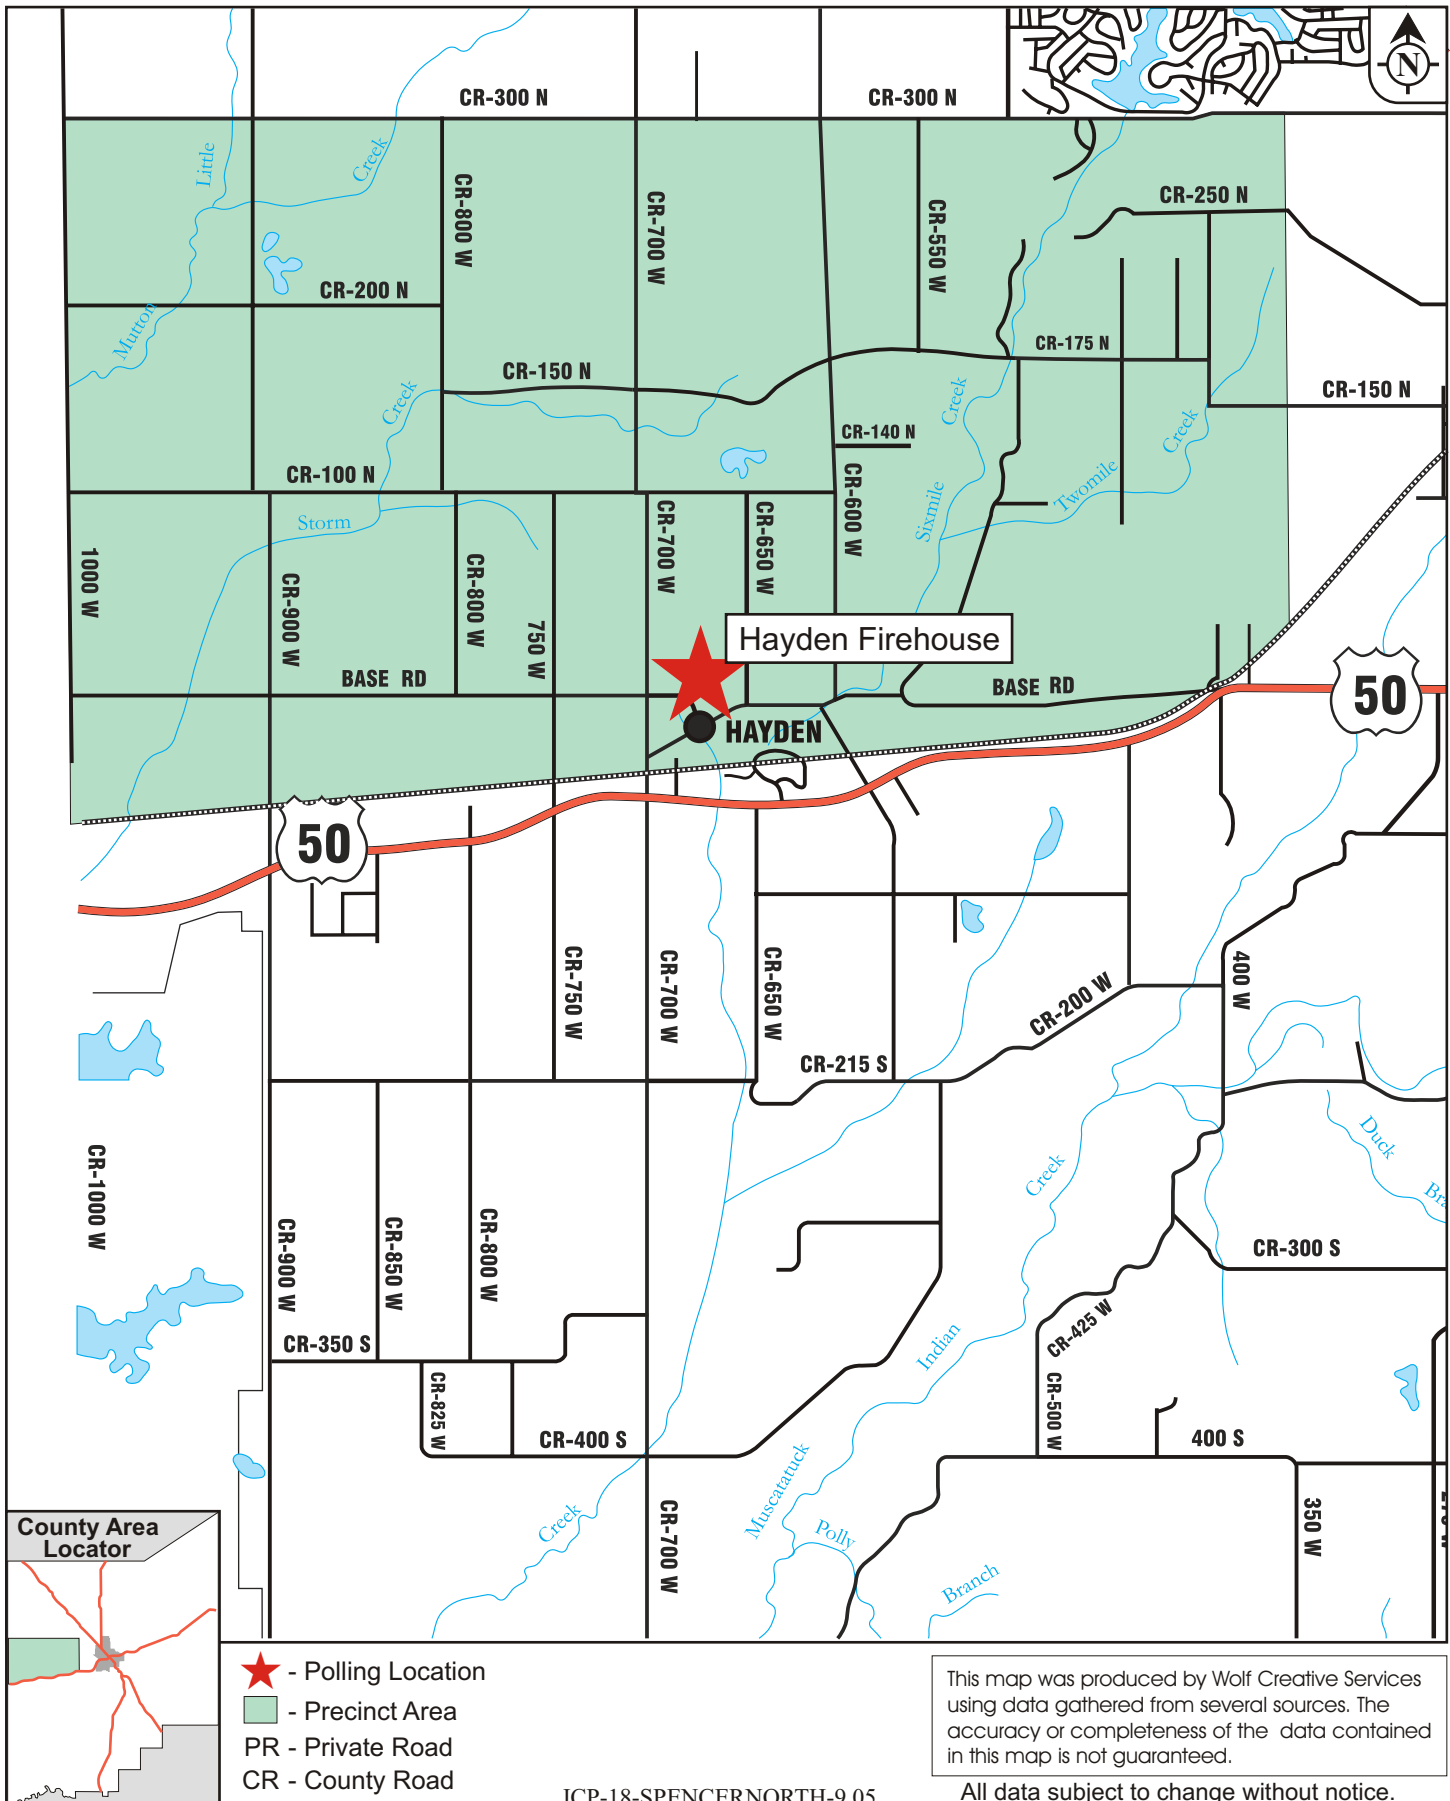 N
CR-300 N
CR-300 N
Little
Creek
CR-800 W
CR-700 W
CR-550 W
CR-250 N
CR-200 N
Mutton
CR-175 N
CR-150 N
CR-150 N
Creek
Creek
Creek
CR-140 N
CR-100 N
CR-600 W
Twomile
Sixmile
Storm
CR-700 W
CR-650 W
1000 W
CR-900 W
CR-800 W
750 W
Hayden Firehouse
BASE RD
BASE RD
50
HAYDEN
50
CR-750 W
CR-700 W
CR-650 W
400 W
CR-200 W
CR-215 S
Duck
CR-1000 W
Creek
CR-900 W
CR-850 W
CR-800 W
CR-300 S
CR-425 W
Indian
CR-350 S
CR-825 W
CR-500 W
CR-400 S
400 S
Muscatatuck
Creek
CR-700 W
350 W
Polly
Branch
County Area
Locator
- Polling Location
- Precinct Area
PR - Private Road
CR - County Road
This map was produced by Wolf Creative Services
using data gathered from several sources. The
accuracy or completeness of the data contained
in this map is not guaranteed.
All data subject to change without notice.
JCP-18-SPENCERNORTH-9.05